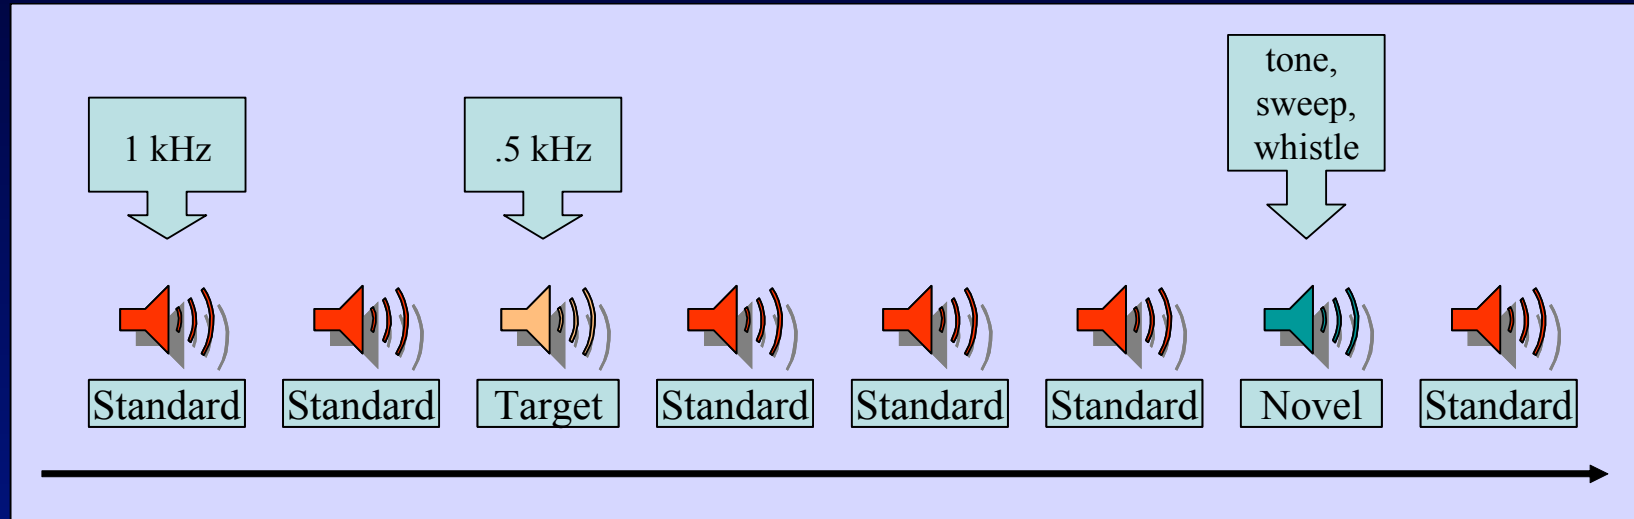 1 kHz
.5 kHz
tone,
sweep,
whistle
Standard
Standard
Target
Standard
Standard
Standard
Novel
Standard